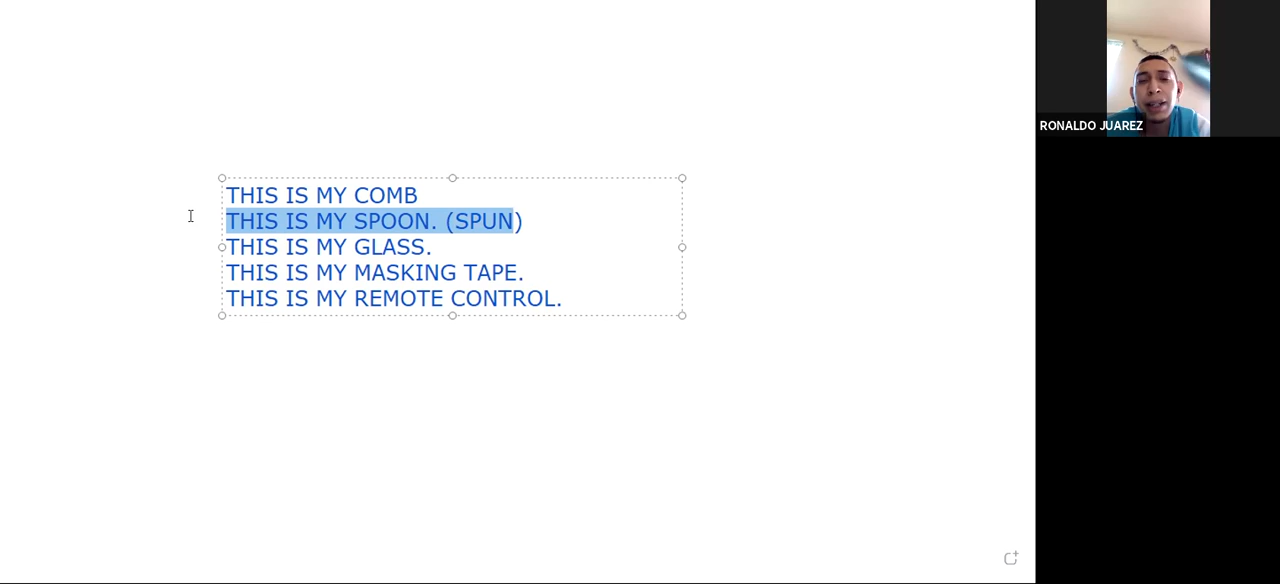 RONALDO JUAREZ
THIS IS MY COMB
THIS IS MY SPOON. (SPUN)
THIS IS MY GLASS.
THIS IS MY MASKING TAPE.
THIS IS MY REMOTE CONTROL.